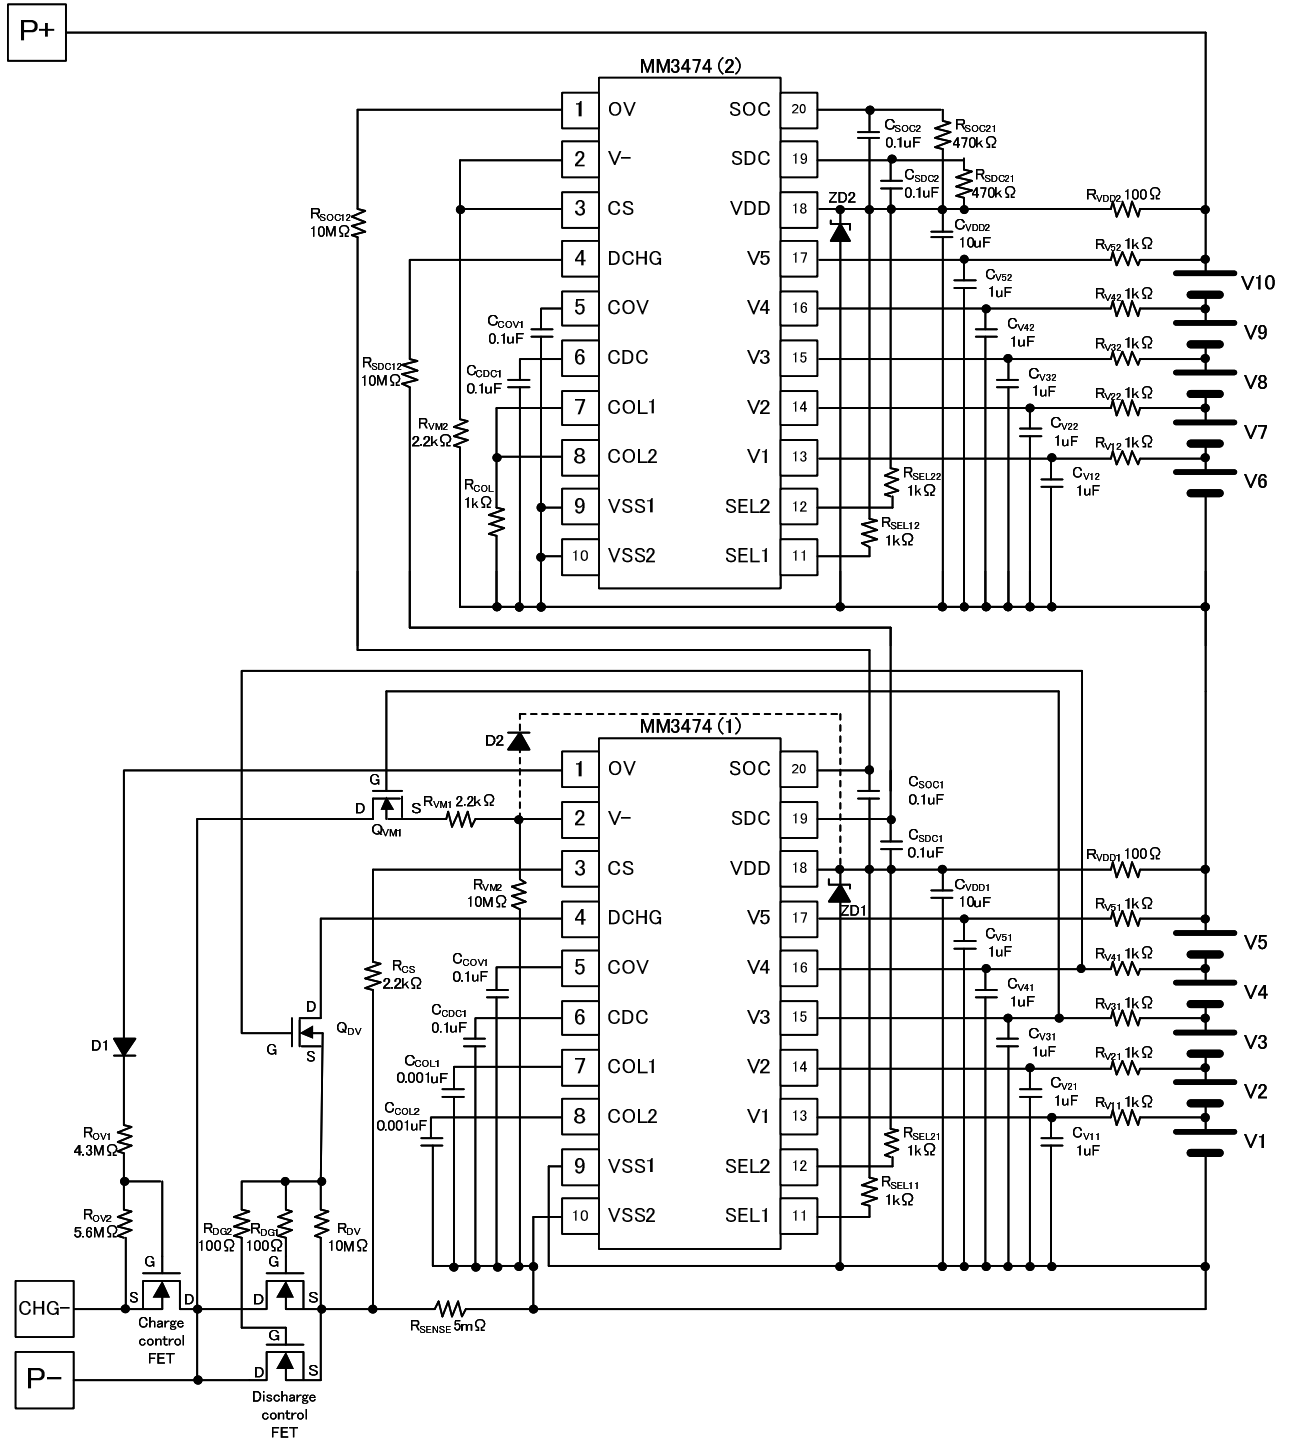 P+
MM3474 (2)
1 OV
2 V-
3 CS
4 DCHG
5 COV
6 CDC
7 COL1
8 COL2
9 VSS1
10 VSS2
SOC 20
SDC 19
VDD 18
V5 17
V4 16
V3 15
V2 14
V1 13
SEL2 12
SEL1 11
RSOC12
10MΩ
RSDC12
10MΩ
RVM2
2.2kΩ
CCOV1
0.1uF
CCDC1
0.1uF
RCOL
1kΩ
CSOC2
0.1uF
RSOC21
470kΩ
CSDC2
0.1uF
RSDC21
470kΩ
ZD2
CVDD2
10uF
RVDD2 100Ω
RV52 1kΩ
CV52
1uF
RV42 1kΩ
CV42
1uF
RV32 1kΩ
CV32
1uF
RV22 1kΩ
CV22
1uF
RV12 1kΩ
CV12
1uF
RSEL22
1kΩ
RSEL12
1kΩ
V10
V9
V8
V7
V6
MM3474 (1)
1 OV
2 V-
3 CS
4 DCHG
5 COV
6 CDC
7 COL1
8 COL2
9 VSS1
10 VSS2
SOC 20
SDC 19
VDD 18
V5 17
V4 16
V3 15
V2 14
V1 13
SEL2 12
SEL1 11
D2
G
D
S
QVM1
RVM1 2.2kΩ
RVM2
10MΩ
RCS
2.2kΩ
CCOV1
0.1uF
CCDC1
0.1uF
CCOL1
0.001uF
CCOL2
0.001uF
D
QDV
G
S
D1
ROV1
4.3MΩ
ROV2
5.6MΩ
RDG2
100Ω
RDG1
100Ω
RDV
10MΩ
CSOC1
0.1uF
CSDC1
0.1uF
ZD1
CVDD1
10uF
RVDD1 100Ω
RV51 1kΩ
CV51
1uF
RV41 1kΩ
CV41
1uF
RV31 1kΩ
CV31
1uF
RV21 1kΩ
CV21
1uF
RV11 1kΩ
CV11
1uF
RSEL21
1kΩ
RSEL11
1kΩ
V5
V4
V3
V2
V1
CHG-
G
S
D
Charge
control
FET
G
D
S
RSENSE 5mΩ
P-
G
D
S
Discharge
control
FET